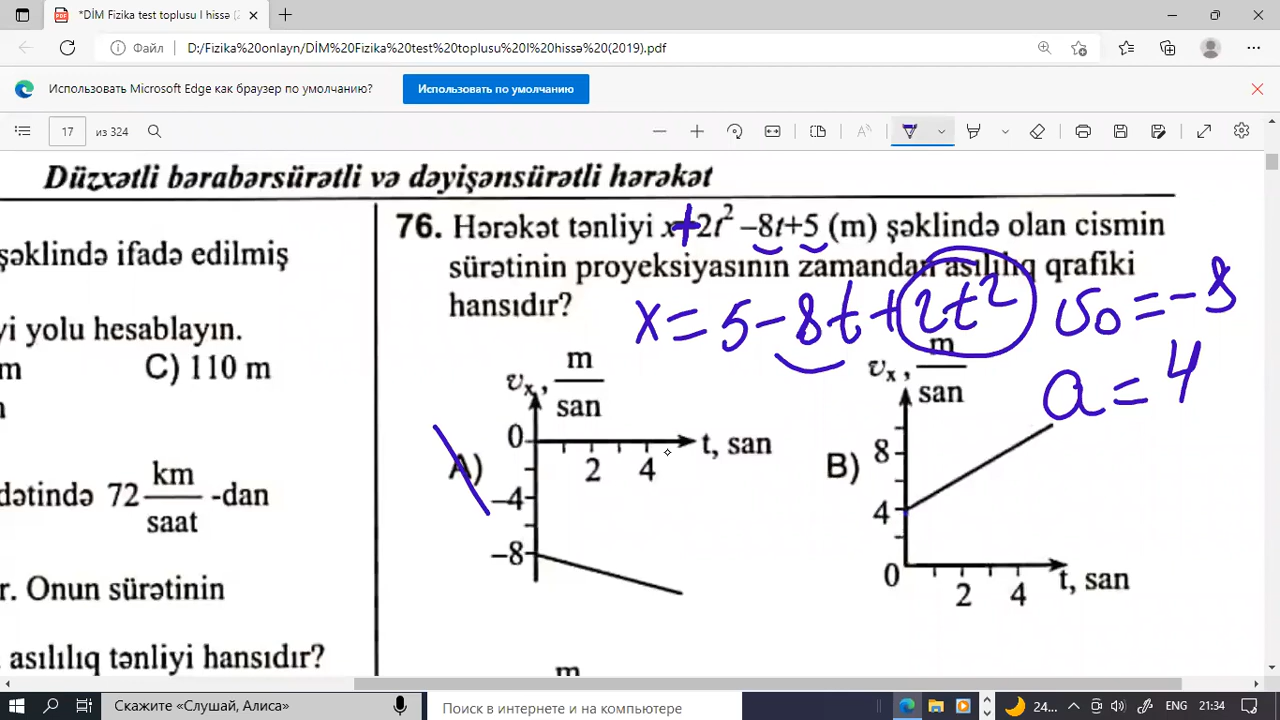 *DİM Fizika test toplusu I hissə (
Файл
D:/Fizika%20onlayn/DİM%20Fizika%20test%20toplusu%20I%20hissə%20(2019).pdf
Использовать Microsoft Edge как браузер по умолчанию?
Использовать по умолчанию
17 из 324
Düzxətli bərabərsürətli və dəyişənsürətli hərəkət
şəklində ifadə edilmiş
yi yolu hesablayın.
m C) 110 m
dətində 72 km/saat -dan
r. Onun sürətinin
asılılıq tənliyi hansıdır?
76. Hərəkət tənliyi x+2t² –8t+5 (m) şəklində olan cismin
sürətinin proyeksiyasının zamandan asılılıq qrafiki
hansıdır?
x = 5 - 8t + 2t²
υ0 = -8
a = 4
A)
υx, m/san
0
2 4
t, san
–4
–8
B)
υx, m/san
8
4
0
2 4
t, san
m
Скажите «Слушай, Алиса»
Поиск в интернете и на компьютере
24...
ENG
21:34